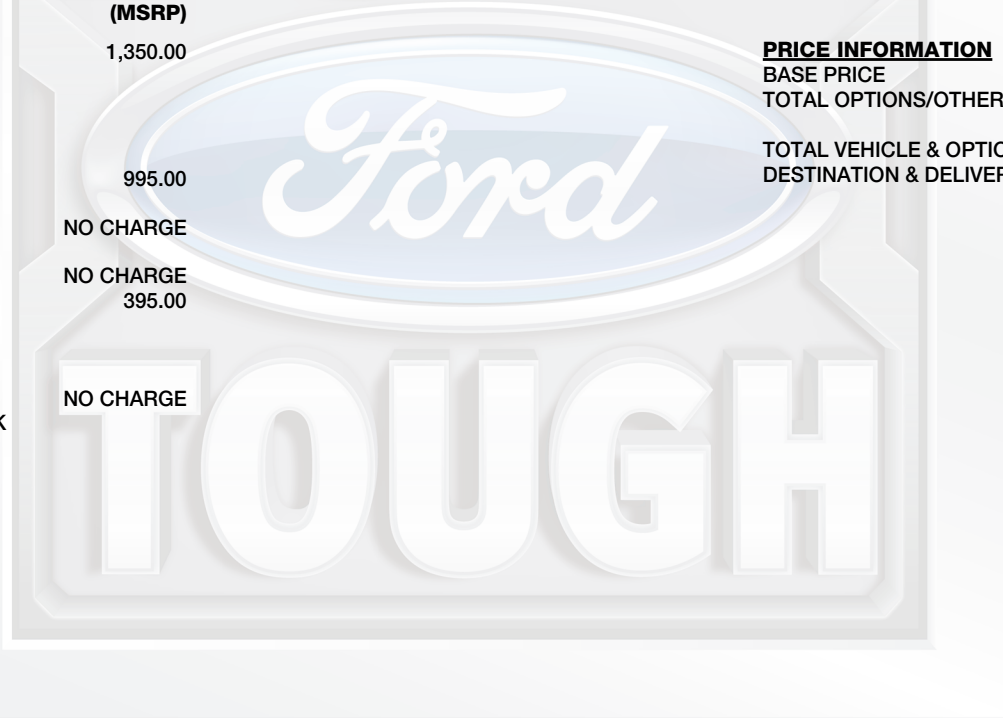 (MSRP)
1,350.00
995.00
NO CHARGE
NO CHARGE
395.00
NO CHARGE
K
PRICE INFORMATION
BASE PRICE
TOTAL OPTIONS/OTHER
TOTAL VEHICLE & OPTIO
DESTINATION & DELIVER
Ford
TOUGH